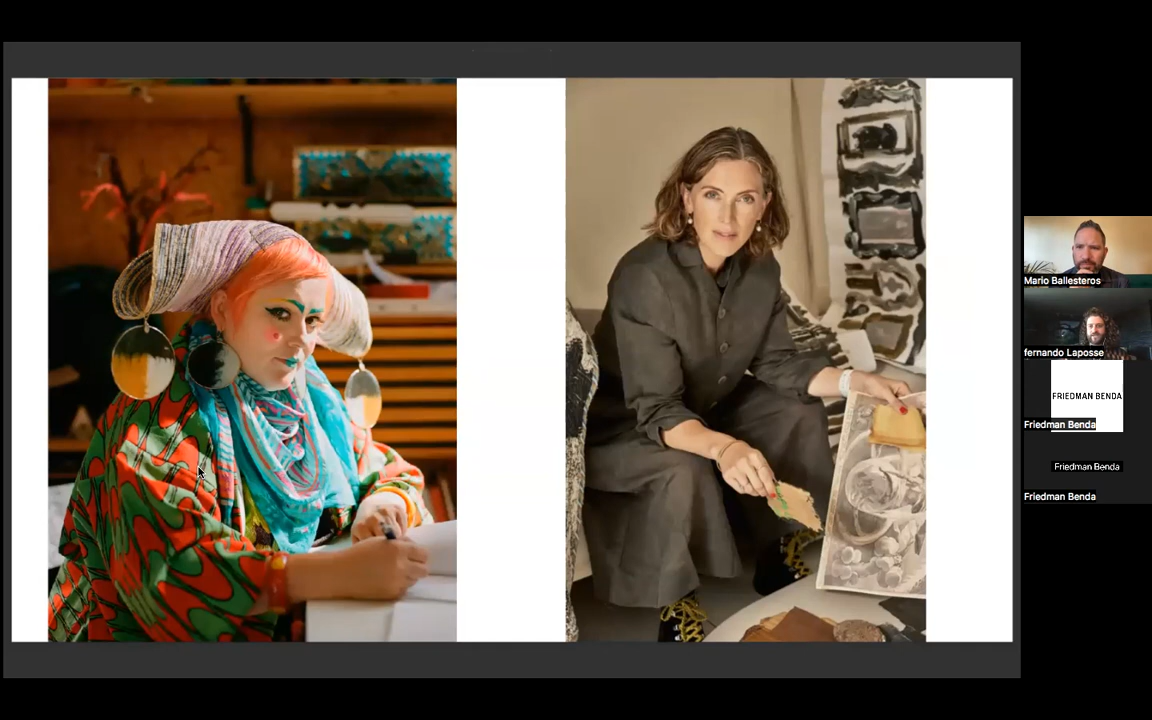 Mario Ballesteros
fernando Laposse
FRIEDMAN BENDA
Friedman Benda
Friedman Benda
Friedman Benda